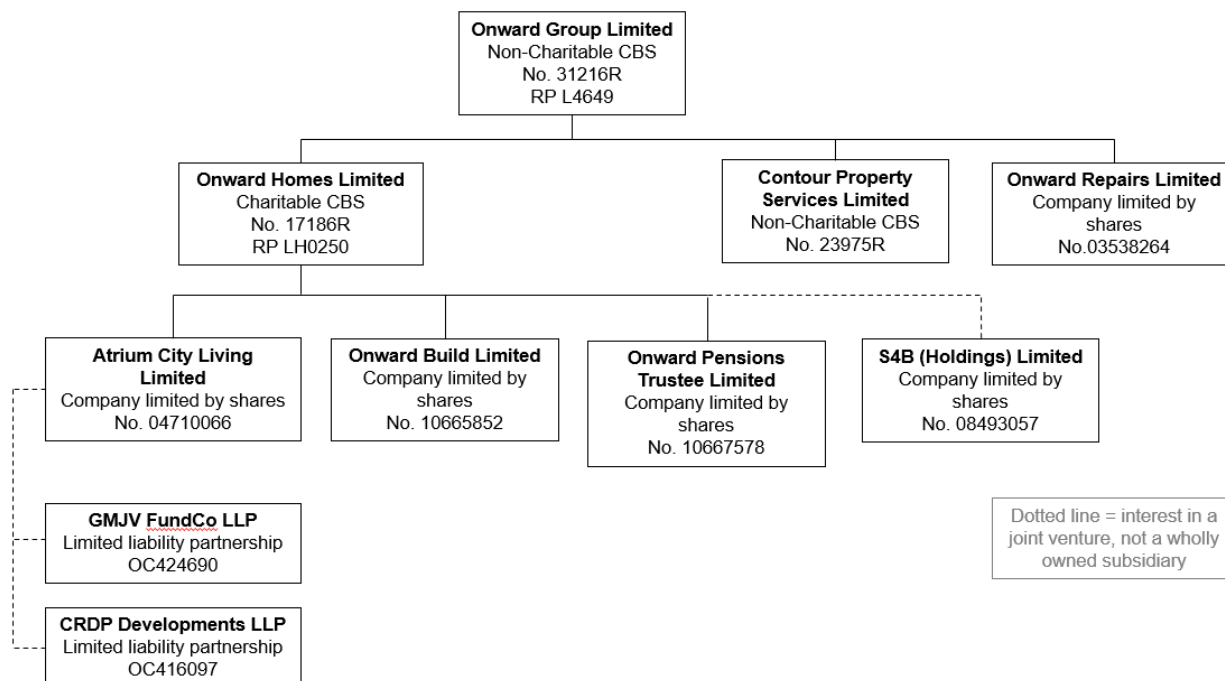 Onward Group Limited
Non-Charitable CBS
No. 31216R
RP L4649
Onward Homes Limited
Charitable CBS
No. 17186R
RP LH0250
Contour Property
Services Limited
Non-Charitable CBS
No. 23975R
Onward Repairs Limited
Company limited by
shares
No.03538264
Atrium City Living
Limited
Company limited by shares
No. 04710066
Onward Build Limited
Company limited by
shares
No. 10665852
Onward Pensions
Trustee Limited
Company limited by
shares
No. 10667578
S4B (Holdings) Limited
Company limited by
shares
No. 08493057
GMJV FundCo LLP
Limited liability partnership
OC424690
Dotted line = interest in a
joint venture, not a wholly
owned subsidiary
CRDP Developments LLP
Limited liability partnership
OC416097